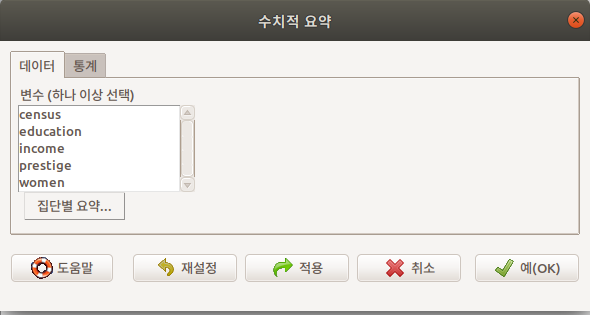 수치적 요약
데이터 통계
변수 (하나 이상 선택)
census
education
income
prestige
women
집단별 요약...
도움말 재설정 적용 취소 예(OK)